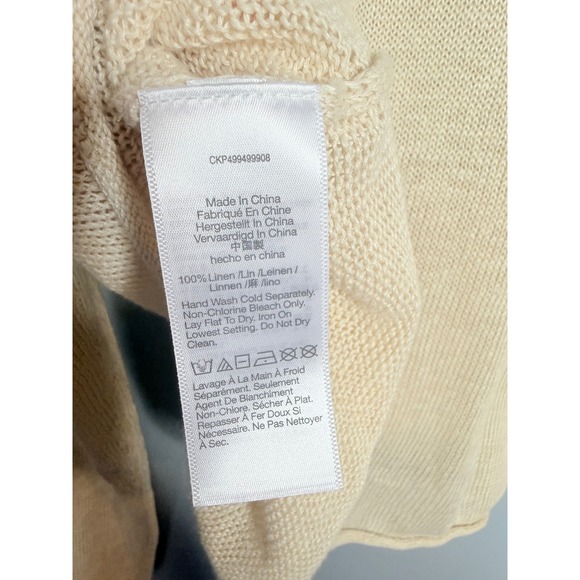 CKP499499908
Made In China
Fabriqué En Chine
Hergestellt In China
Vervaardigd In China
中国製
hecho en china
100% Linen /Lin /Leinen /
Linnen /麻 /lino
Hand Wash Cold Separately.
Non-Chlorine Bleach Only.
Lay Flat To Dry. Iron On
Lowest Setting. Do Not Dry
Clean.
Lavage À La Main À Froid
Séparément. Seulement
Agent De Blanchiment
Non-Chlore. Sécher À Plat.
Repasser À Fer Doux Si
Nécessaire. Ne Pas Nettoyer
À Sec.